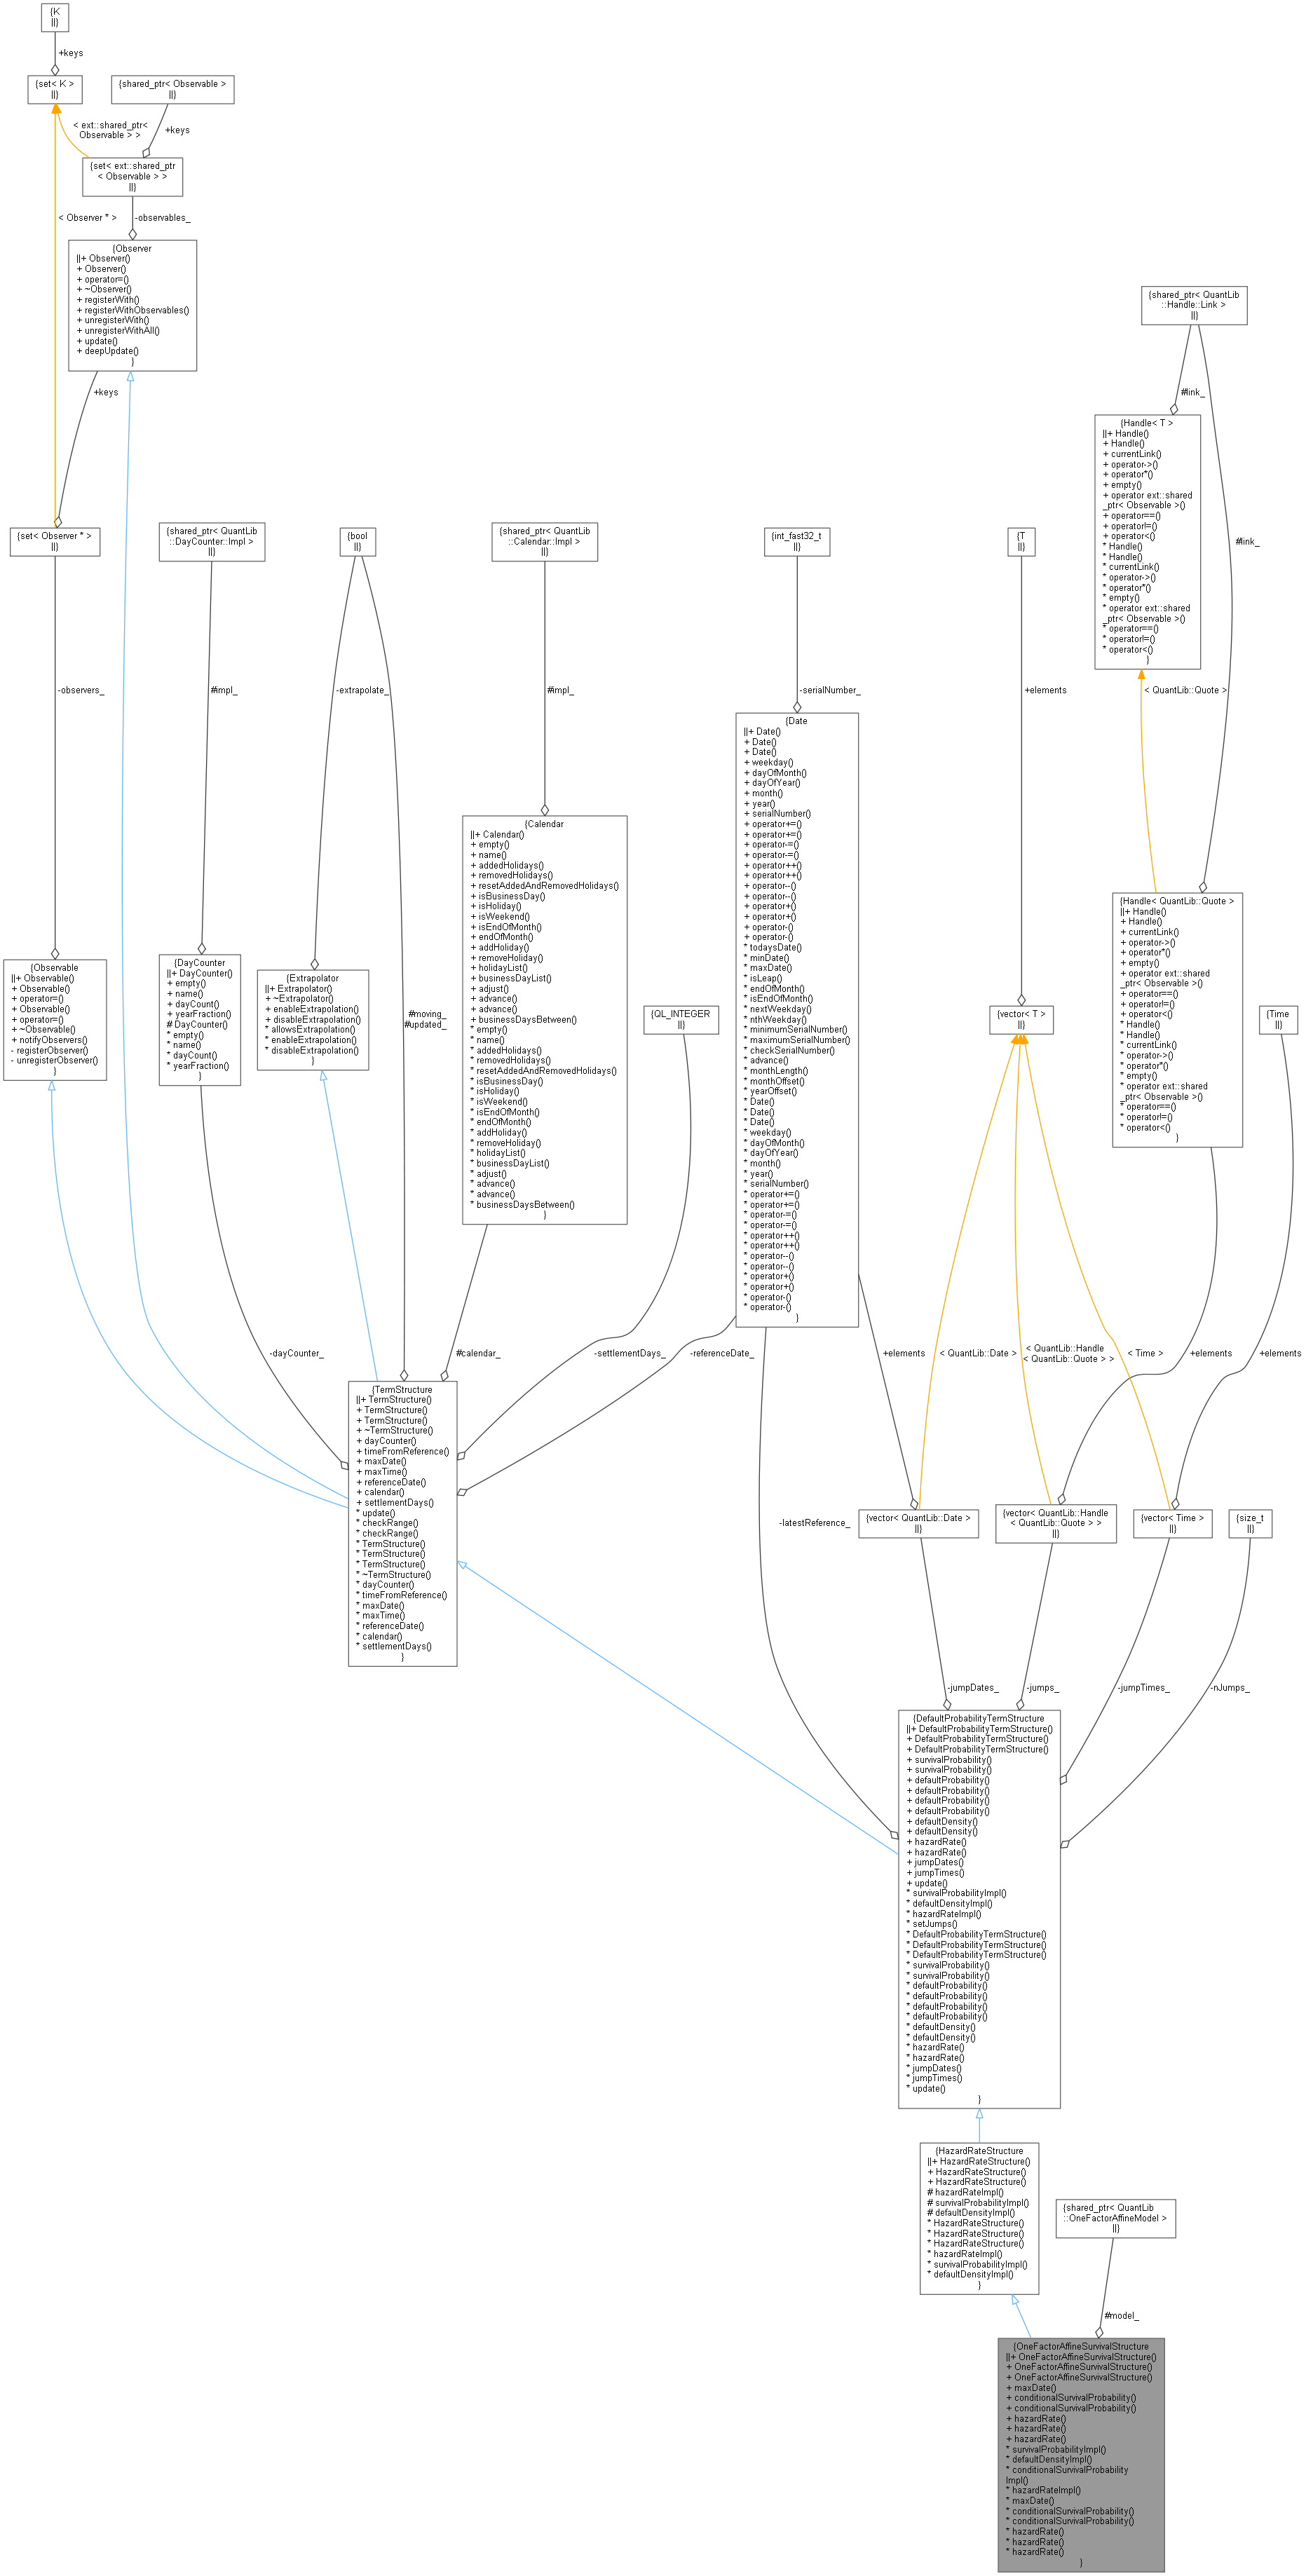 {K
||}
+keys
{set< K >
||}
{shared_ptr< Observable >
||}
< ext::shared_ptr<
Observable > >
+keys
{set< ext::shared_ptr
< Observable > >
||}
< Observer * >
-observables_
{Observer
||+ Observer()
+ Observer()
+ operator=()
+ ~Observer()
+ registerWith()
+ registerWithObservables()
+ unregisterWith()
+ unregisterWithAll()
+ update()
+ deepUpdate()
}
+keys
{shared_ptr< QuantLib
::Handle::Link >
||}
#link_
{Handle< T >
||+ Handle()
+ Handle()
+ currentLink()
+ operator->()
+ operator*()
+ empty()
+ operator ext::shared
_ptr< Observable >()
+ operator==()
+ operator!=()
+ operator<()
* Handle()
* Handle()
* currentLink()
* operator->()
* operator*()
* empty()
* operator ext::shared
_ptr< Observable >()
* operator==()
* operator!=()
* operator<()
}
#link_
< QuantLib::Quote >
{set< Observer * >
||}
{shared_ptr< QuantLib
::DayCounter::Impl >
||}
{bool
||}
{shared_ptr< QuantLib
::Calendar::Impl >
||}
{int_fast32_t
||}
{T
||}
-observers_
#impl_
-extrapolate_
#impl_
-serialNumber_
+elements
{Date
||+ Date()
+ Date()
+ Date()
+ weekday()
+ dayOfMonth()
+ dayOfYear()
+ month()
+ year()
+ serialNumber()
+ operator+=()
+ operator+=()
+ operator-=()
+ operator-=()
+ operator++()
+ operator++()
+ operator--()
+ operator--()
+ operator+()
+ operator+()
+ operator-()
+ operator-()
* todaysDate()
* minDate()
* maxDate()
* isLeap()
* endOfMonth()
* isEndOfMonth()
* nextWeekday()
* nthWeekday()
* minimumSerialNumber()
* maximumSerialNumber()
* checkSerialNumber()
* advance()
* monthLength()
* monthOffset()
* yearOffset()
* Date()
* Date()
* Date()
* weekday()
* dayOfMonth()
* dayOfYear()
* month()
* year()
* serialNumber()
* operator+=()
* operator+=()
* operator-=()
* operator-=()
* operator++()
* operator++()
* operator--()
* operator--()
* operator+()
* operator+()
* operator-()
* operator-()
}
{Calendar
||+ Calendar()
+ empty()
+ name()
+ addedHolidays()
+ removedHolidays()
+ resetAddedAndRemovedHolidays()
+ isBusinessDay()
+ isHoliday()
+ isWeekend()
+ isEndOfMonth()
+ endOfMonth()
+ addHoliday()
+ removeHoliday()
+ holidayList()
+ businessDayList()
+ adjust()
+ advance()
+ advance()
+ businessDaysBetween()
* empty()
* name()
* addedHolidays()
* removedHolidays()
* resetAddedAndRemovedHolidays()
* isBusinessDay()
* isHoliday()
* isWeekend()
* isEndOfMonth()
* endOfMonth()
* addHoliday()
* removeHoliday()
* holidayList()
* businessDayList()
* adjust()
* advance()
* advance()
* businessDaysBetween()
}
{Handle< QuantLib::Quote >
||+ Handle()
+ Handle()
+ currentLink()
+ operator->()
+ operator*()
+ empty()
+ operator ext::shared
_ptr< Observable >()
+ operator==()
+ operator!=()
+ operator<()
* Handle()
* Handle()
* currentLink()
* operator->()
* operator*()
* empty()
* operator ext::shared
_ptr< Observable >()
* operator==()
* operator!=()
* operator<()
}
{Observable
||+ Observable()
+ Observable()
+ operator=()
+ Observable()
+ operator=()
+ ~Observable()
+ notifyObservers()
- registerObserver()
- unregisterObserver()
}
{DayCounter
||+ DayCounter()
+ empty()
+ name()
+ dayCount()
+ yearFraction()
# DayCounter()
* empty()
* name()
* dayCount()
* yearFraction()
}
{Extrapolator
||+ Extrapolator()
+ ~Extrapolator()
+ enableExtrapolation()
+ disableExtrapolation()
* allowsExtrapolation()
* enableExtrapolation()
* disableExtrapolation()
}
#moving_
#updated_
{QL_INTEGER
||}
{vector< T >
||}
{Time
||}
-dayCounter_
#calendar_
-settlementDays_
-referenceDate_
+elements
< QuantLib::Date >
< QuantLib::Handle
< QuantLib::Quote > >
< Time >
+elements
+elements
{TermStructure
||+ TermStructure()
+ TermStructure()
+ TermStructure()
+ ~TermStructure()
+ dayCounter()
+ timeFromReference()
+ maxDate()
+ maxTime()
+ referenceDate()
+ calendar()
+ settlementDays()
* update()
* checkRange()
* checkRange()
* TermStructure()
* TermStructure()
* TermStructure()
* ~TermStructure()
* dayCounter()
* timeFromReference()
* maxDate()
* maxTime()
* referenceDate()
* calendar()
* settlementDays()
}
-latestReference_
{vector< QuantLib::Date >
||}
{vector< QuantLib::Handle
< QuantLib::Quote > >
||}
{vector< Time >
||}
{size_t
||}
-jumpDates_
-jumps_
-jumpTimes_
-nJumps_
{DefaultProbabilityTermStructure
||+ DefaultProbabilityTermStructure()
+ DefaultProbabilityTermStructure()
+ DefaultProbabilityTermStructure()
+ survivalProbability()
+ survivalProbability()
+ defaultProbability()
+ defaultProbability()
+ defaultProbability()
+ defaultProbability()
+ defaultDensity()
+ defaultDensity()
+ hazardRate()
+ hazardRate()
+ jumpDates()
+ jumpTimes()
+ update()
* survivalProbabilityImpl()
* defaultDensityImpl()
* hazardRateImpl()
* setJumps()
* DefaultProbabilityTermStructure()
* DefaultProbabilityTermStructure()
* DefaultProbabilityTermStructure()
* survivalProbability()
* survivalProbability()
* defaultProbability()
* defaultProbability()
* defaultProbability()
* defaultProbability()
* defaultDensity()
* defaultDensity()
* hazardRate()
* hazardRate()
* jumpDates()
* jumpTimes()
* update()
}
{HazardRateStructure
||+ HazardRateStructure()
+ HazardRateStructure()
+ HazardRateStructure()
# hazardRateImpl()
# survivalProbabilityImpl()
# defaultDensityImpl()
* HazardRateStructure()
* HazardRateStructure()
* HazardRateStructure()
* hazardRateImpl()
* survivalProbabilityImpl()
* defaultDensityImpl()
}
{shared_ptr< QuantLib
::OneFactorAffineModel >
||}
#model_
{OneFactorAffineSurvivalStructure
||+ OneFactorAffineSurvivalStructure()
+ OneFactorAffineSurvivalStructure()
+ OneFactorAffineSurvivalStructure()
+ maxDate()
+ conditionalSurvivalProbability()
+ conditionalSurvivalProbability()
+ hazardRate()
+ hazardRate()
+ hazardRate()
* survivalProbabilityImpl()
* defaultDensityImpl()
* conditionalSurvivalProbability
Impl()
* hazardRateImpl()
* maxDate()
* conditionalSurvivalProbability()
* conditionalSurvivalProbability()
* hazardRate()
* hazardRate()
* hazardRate()
}